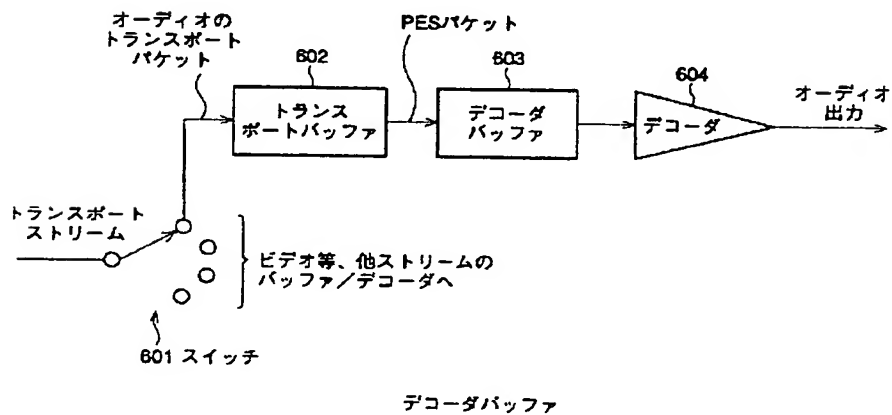 オーディオの
トランスポート
パケット
PESパケット
602
603
604
トランス
ポートバッファ
デコーダ
バッファ
デコーダ
オーディオ
出力
トランスポート
ストリーム
ビデオ等、他ストリームの
バッファ／デコーダへ
601 スイッチ
デコーダバッファ